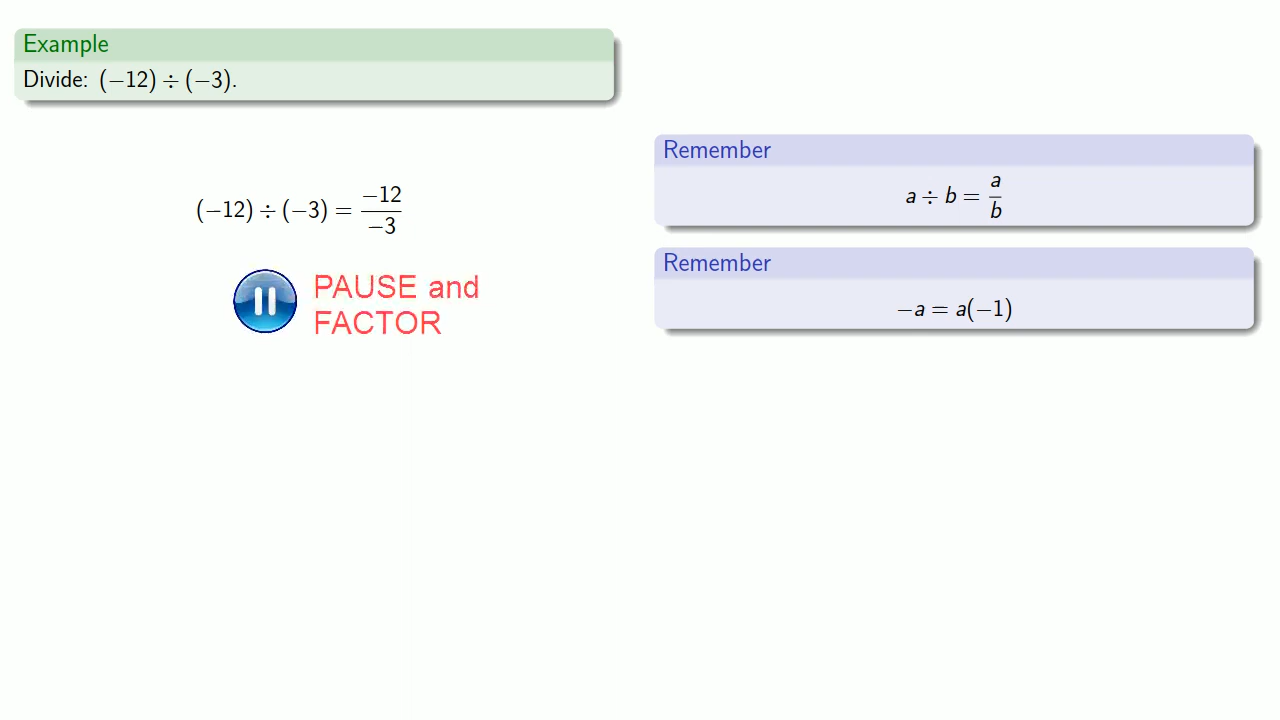 Example
Divide: (−12) ÷ (−3).
(−12) ÷ (−3) = −12/−3
PAUSE and
FACTOR
Remember
a ÷ b = a/b
Remember
−a = a(−1)